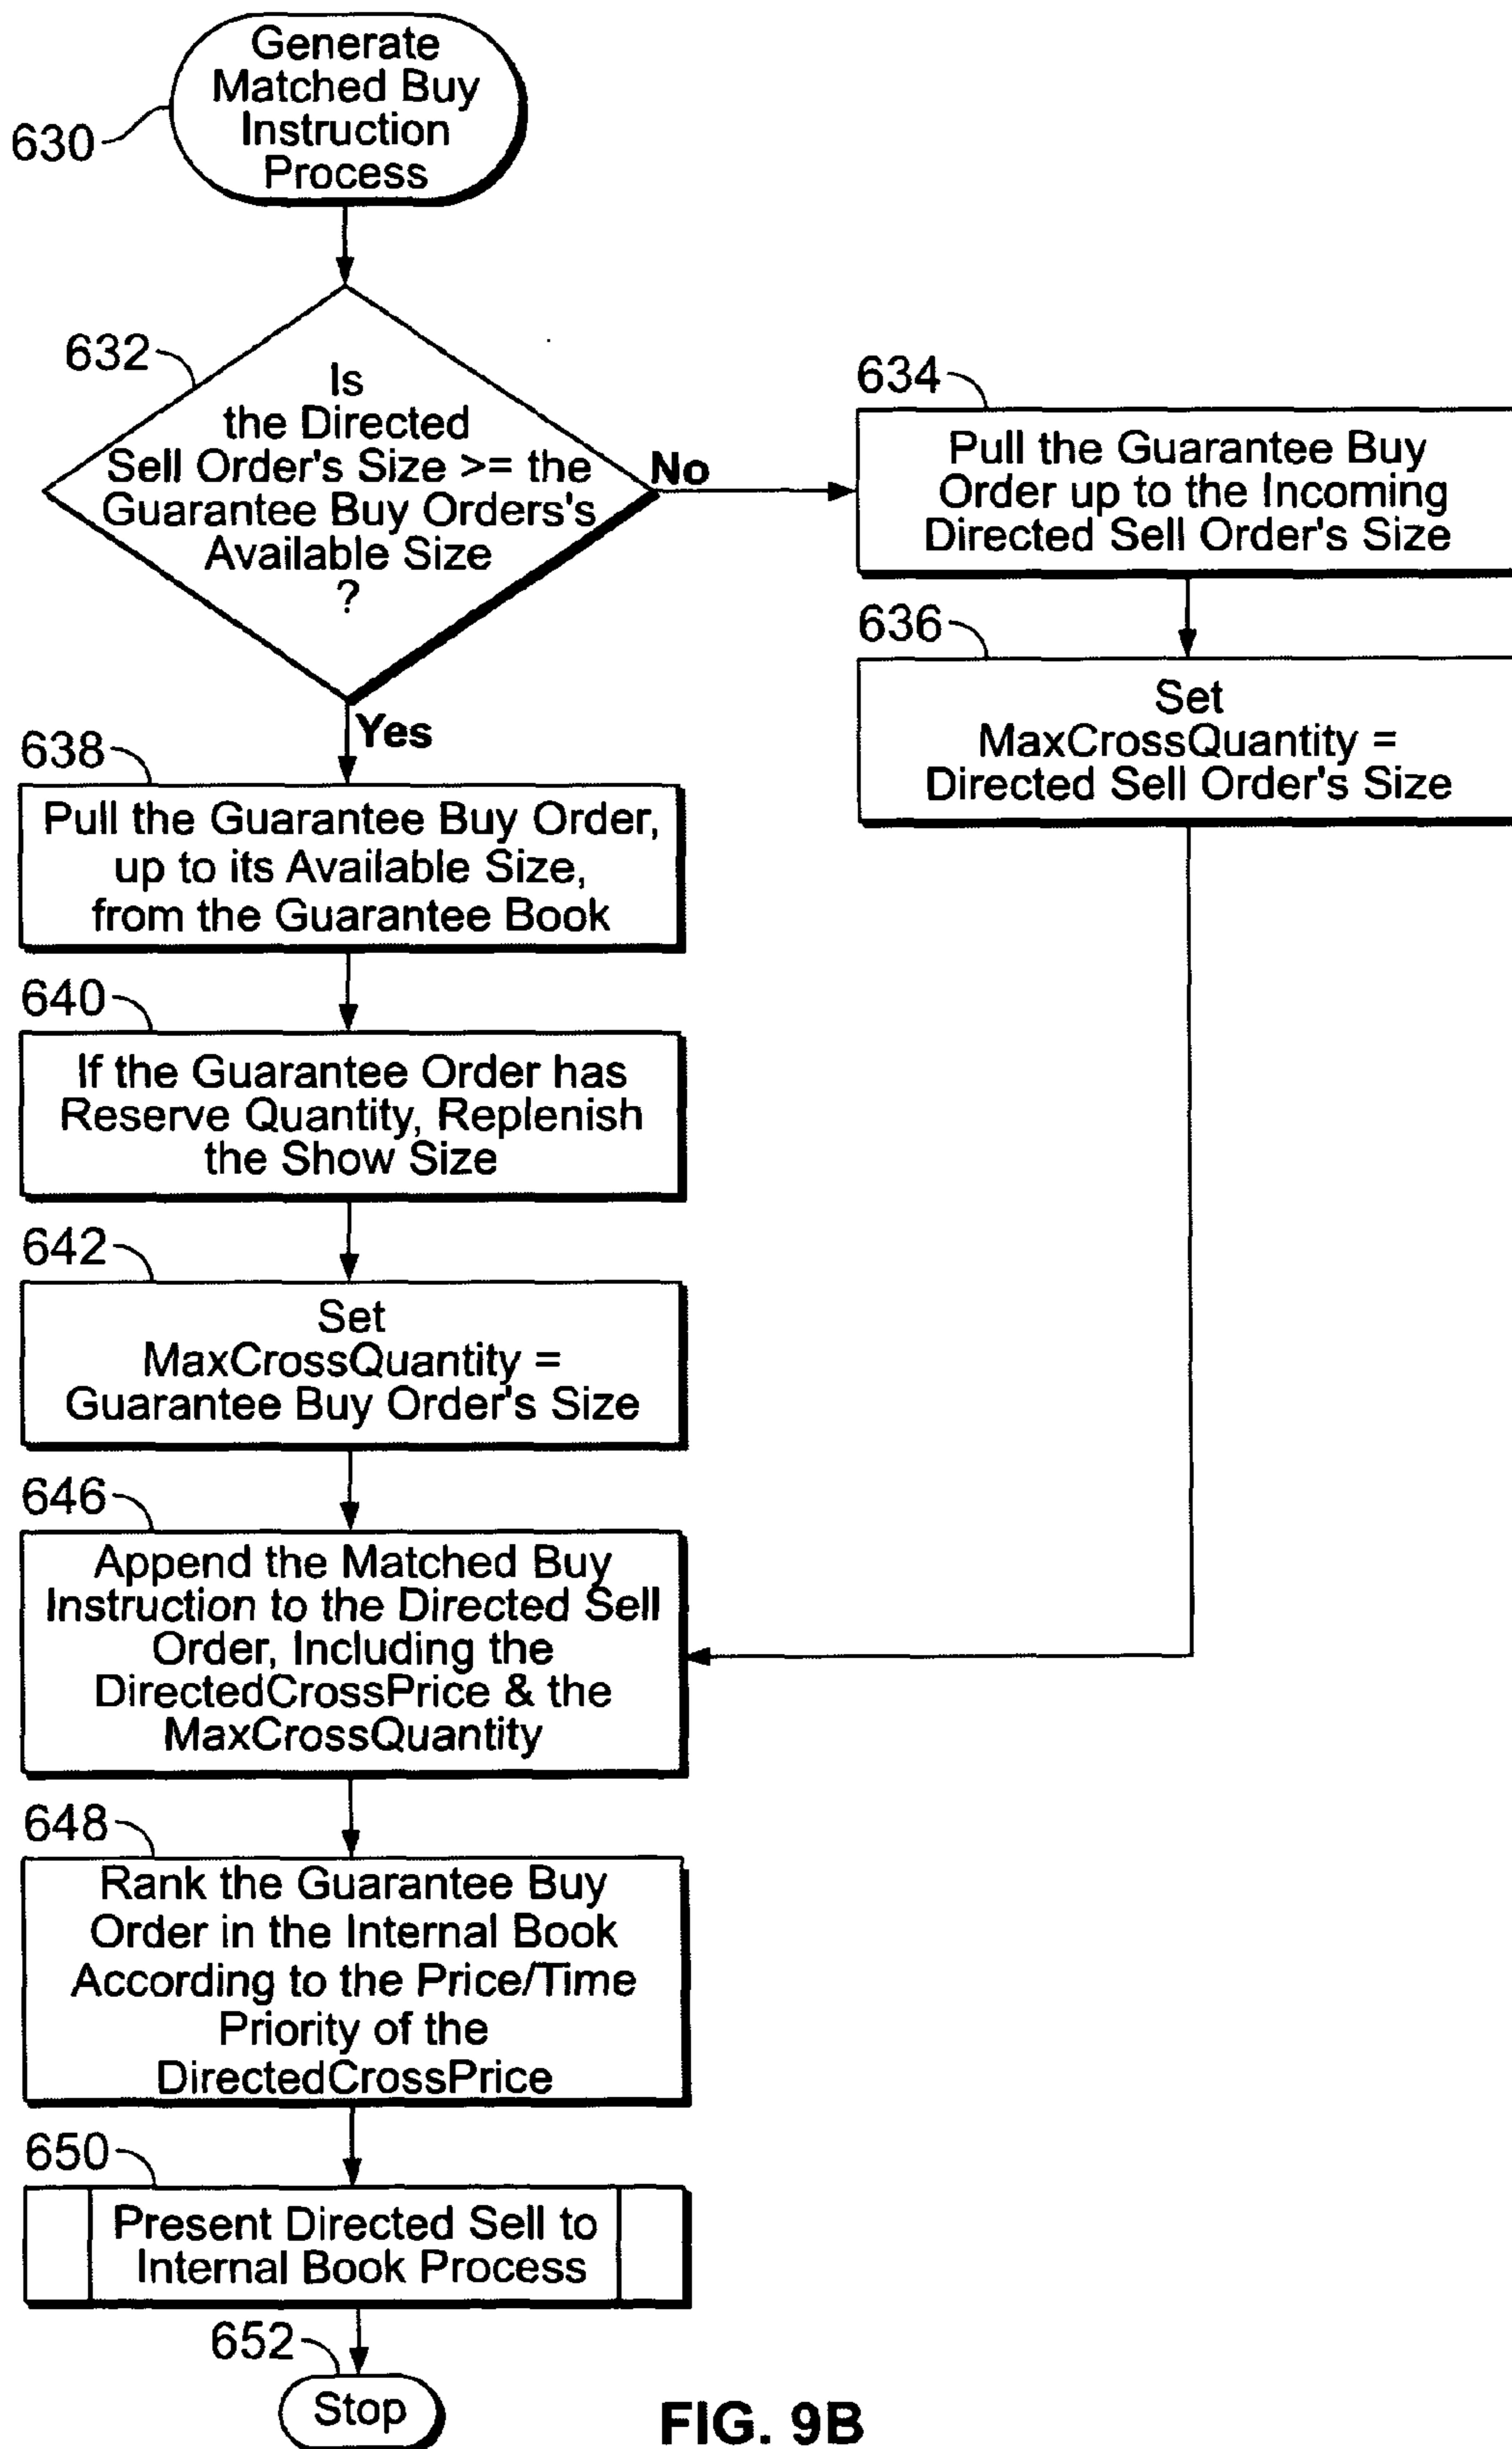 Generate
Matched Buy
Instruction
Process
630
632
Is
the Directed
Sell Order's Size >= the
Guarantee Buy Orders's
Available Size
?
No
Yes
634
Pull the Guarantee Buy
Order up to the Incoming
Directed Sell Order's Size
636
Set
MaxCrossQuantity =
Directed Sell Order's Size
638
Pull the Guarantee Buy Order,
up to its Available Size,
from the Guarantee Book
640
If the Guarantee Order has
Reserve Quantity, Replenish
the Show Size
642
Set
MaxCrossQuantity =
Guarantee Buy Order's Size
646
Append the Matched Buy
Instruction to the Directed Sell
Order, Including the
DirectedCrossPrice & the
MaxCrossQuantity
648
Rank the Guarantee Buy
Order in the Internal Book
According to the Price/Time
Priority of the
DirectedCrossPrice
650
Present Directed Sell to
Internal Book Process
652
Stop
FIG. 9B